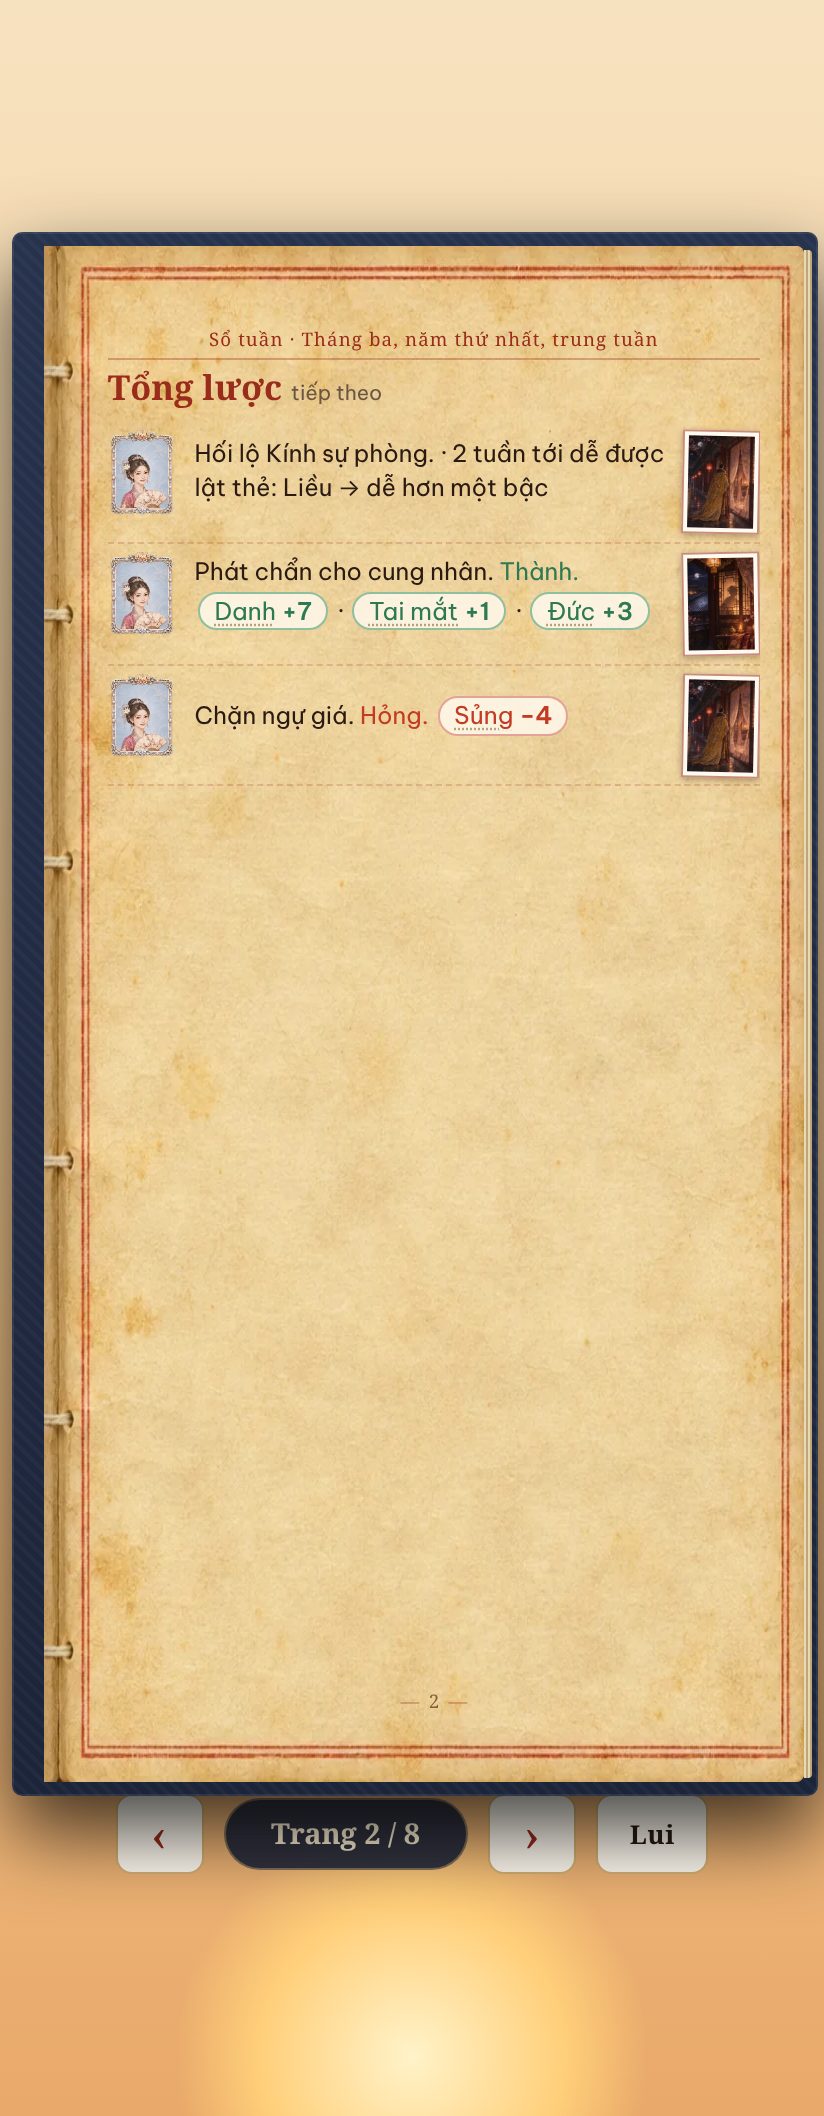 Sổ tuần · Tháng ba, năm thứ nhất, trung tuần
Tổng lược tiếp theo
Hối lộ Kính sự phòng. · 2 tuần tới dễ được
lật thẻ: Liều → dễ hơn một bậc
Phát chẩn cho cung nhân. Thành.
Danh +7 · Tai mắt +1 · Đức +3
Chặn ngự giá. Hỏng. Sủng −4
— 2 —
‹ Trang 2 / 8 › Lui